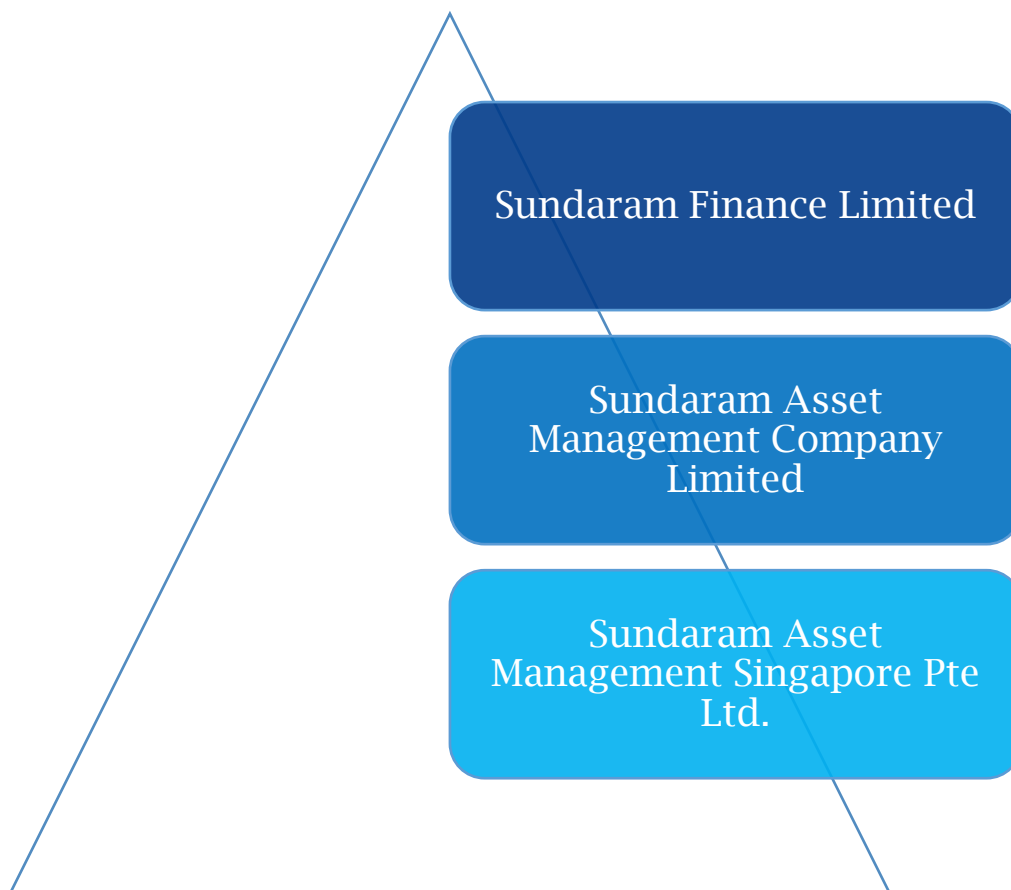 Sundaram Finance Limited
Sundaram Asset
Management Company
Limited
Sundaram Asset
Management Singapore Pte
Ltd.